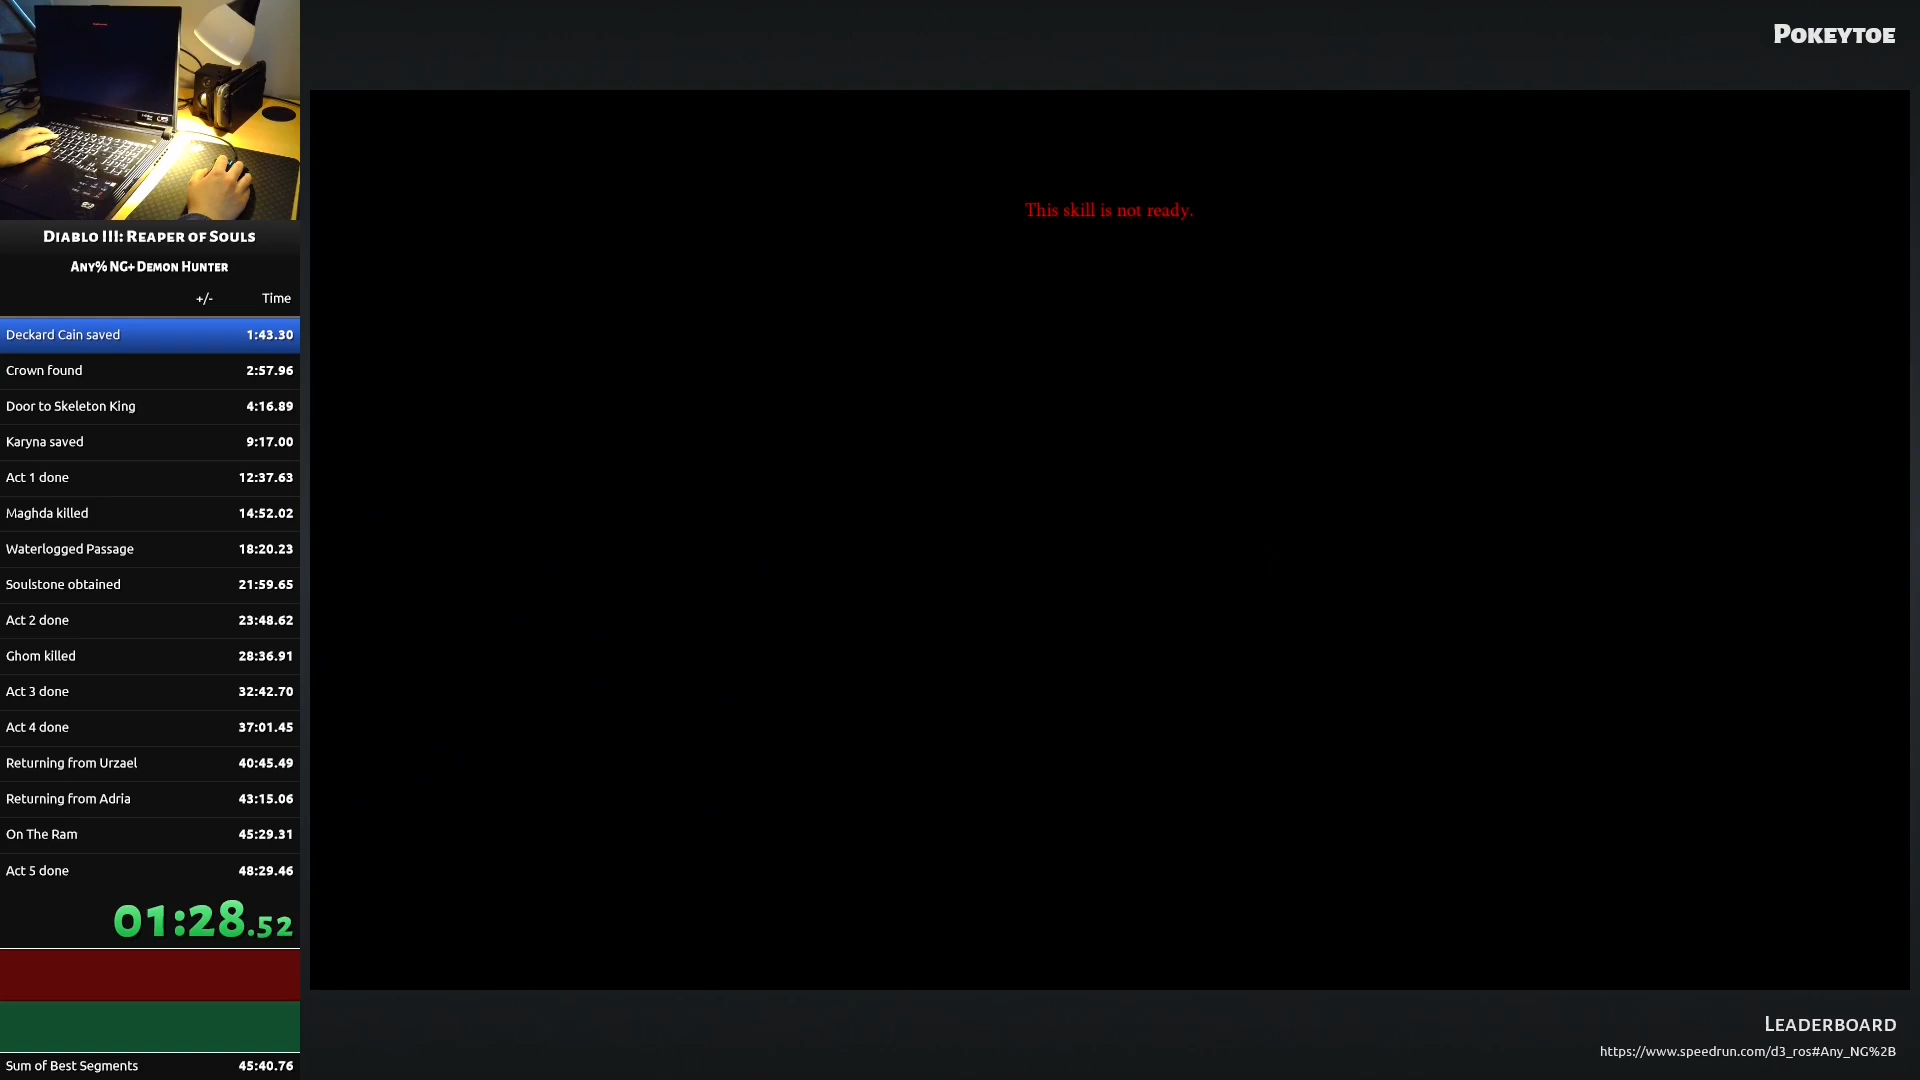 Pokeytoe
This skill is not ready.
Diablo III: Reaper of Souls
Any% NG+ Demon Hunter
+/- Time
Deckard Cain saved 1:43.30
Crown found 2:57.96
Door to Skeleton King 4:16.89
Karyna saved 9:17.00
Act 1 done 12:37.63
Maghda killed 14:52.02
Waterlogged Passage 18:20.23
Soulstone obtained 21:59.65
Act 2 done 23:48.62
Ghom killed 28:36.91
Act 3 done 32:42.70
Act 4 done 37:01.45
Returning from Urzael 40:45.49
Returning from Adria 43:15.06
On The Ram 45:29.31
Act 5 done 48:29.46
01:28.52
Sum of Best Segments 45:40.76
Leaderboard
https://www.speedrun.com/d3_ros#Any_NG%2B